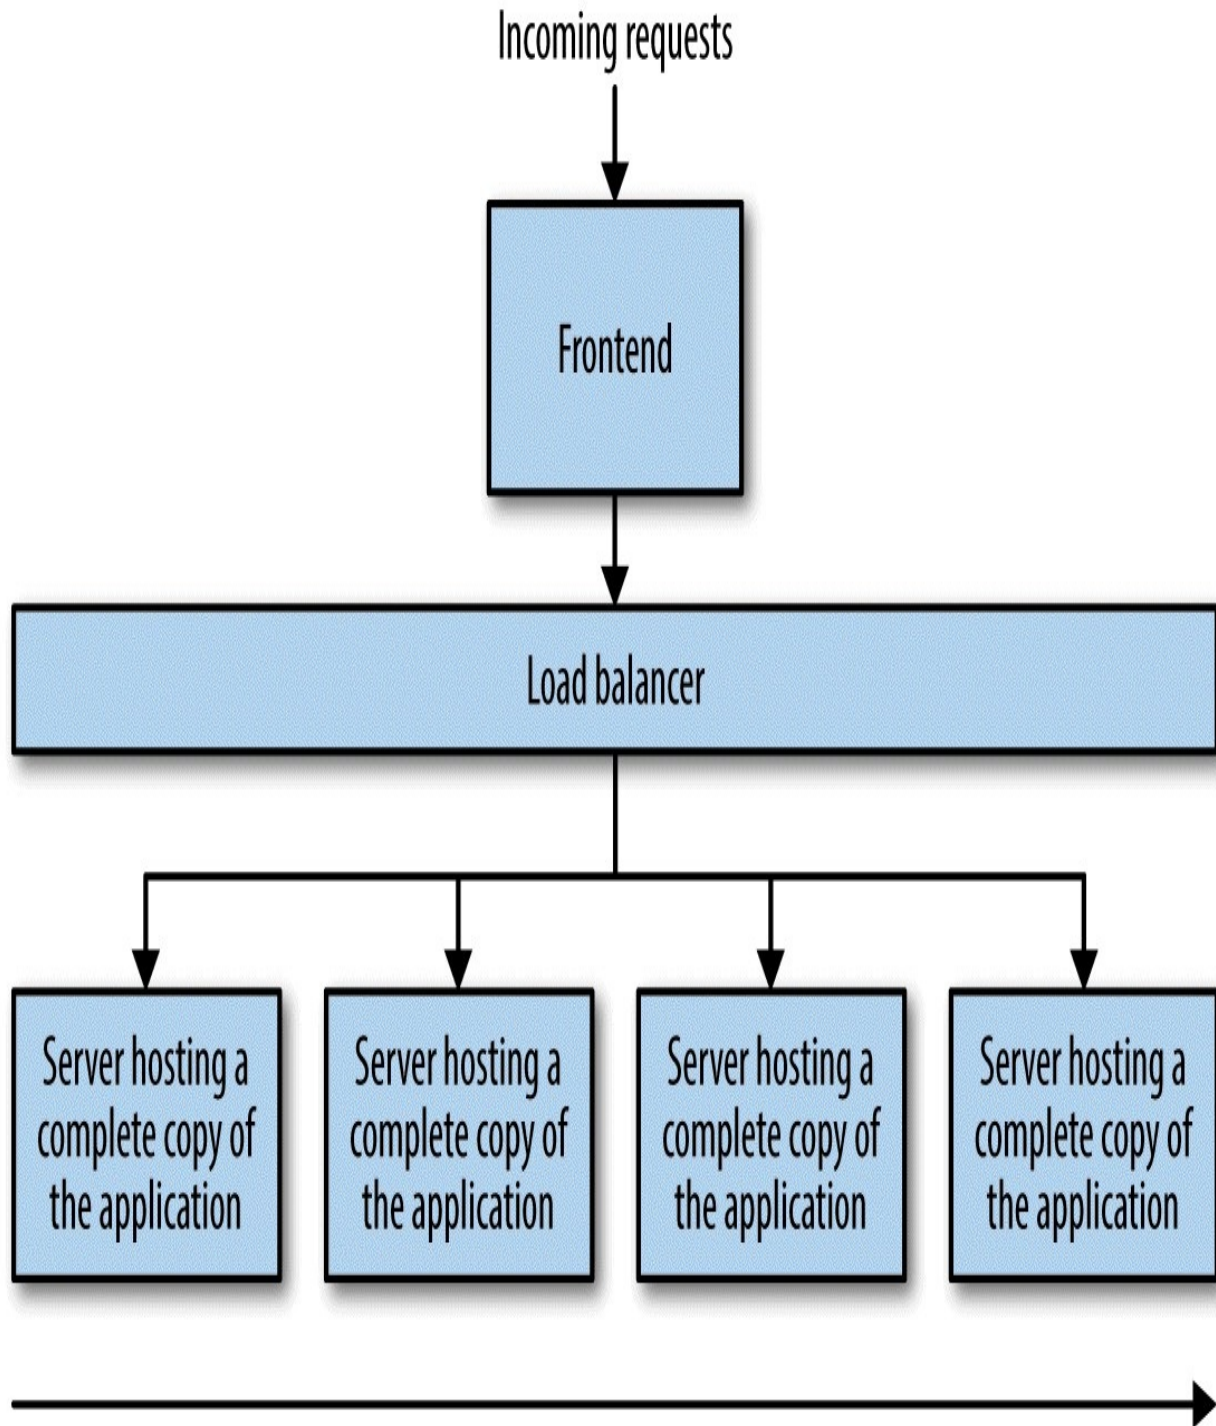 Incoming requests
Frontend
Load balancer
Server hosting a
complete copy of
the application
Server hosting a
complete copy of
the application
Server hosting a
complete copy of
the application
Server hosting a
complete copy of
the application